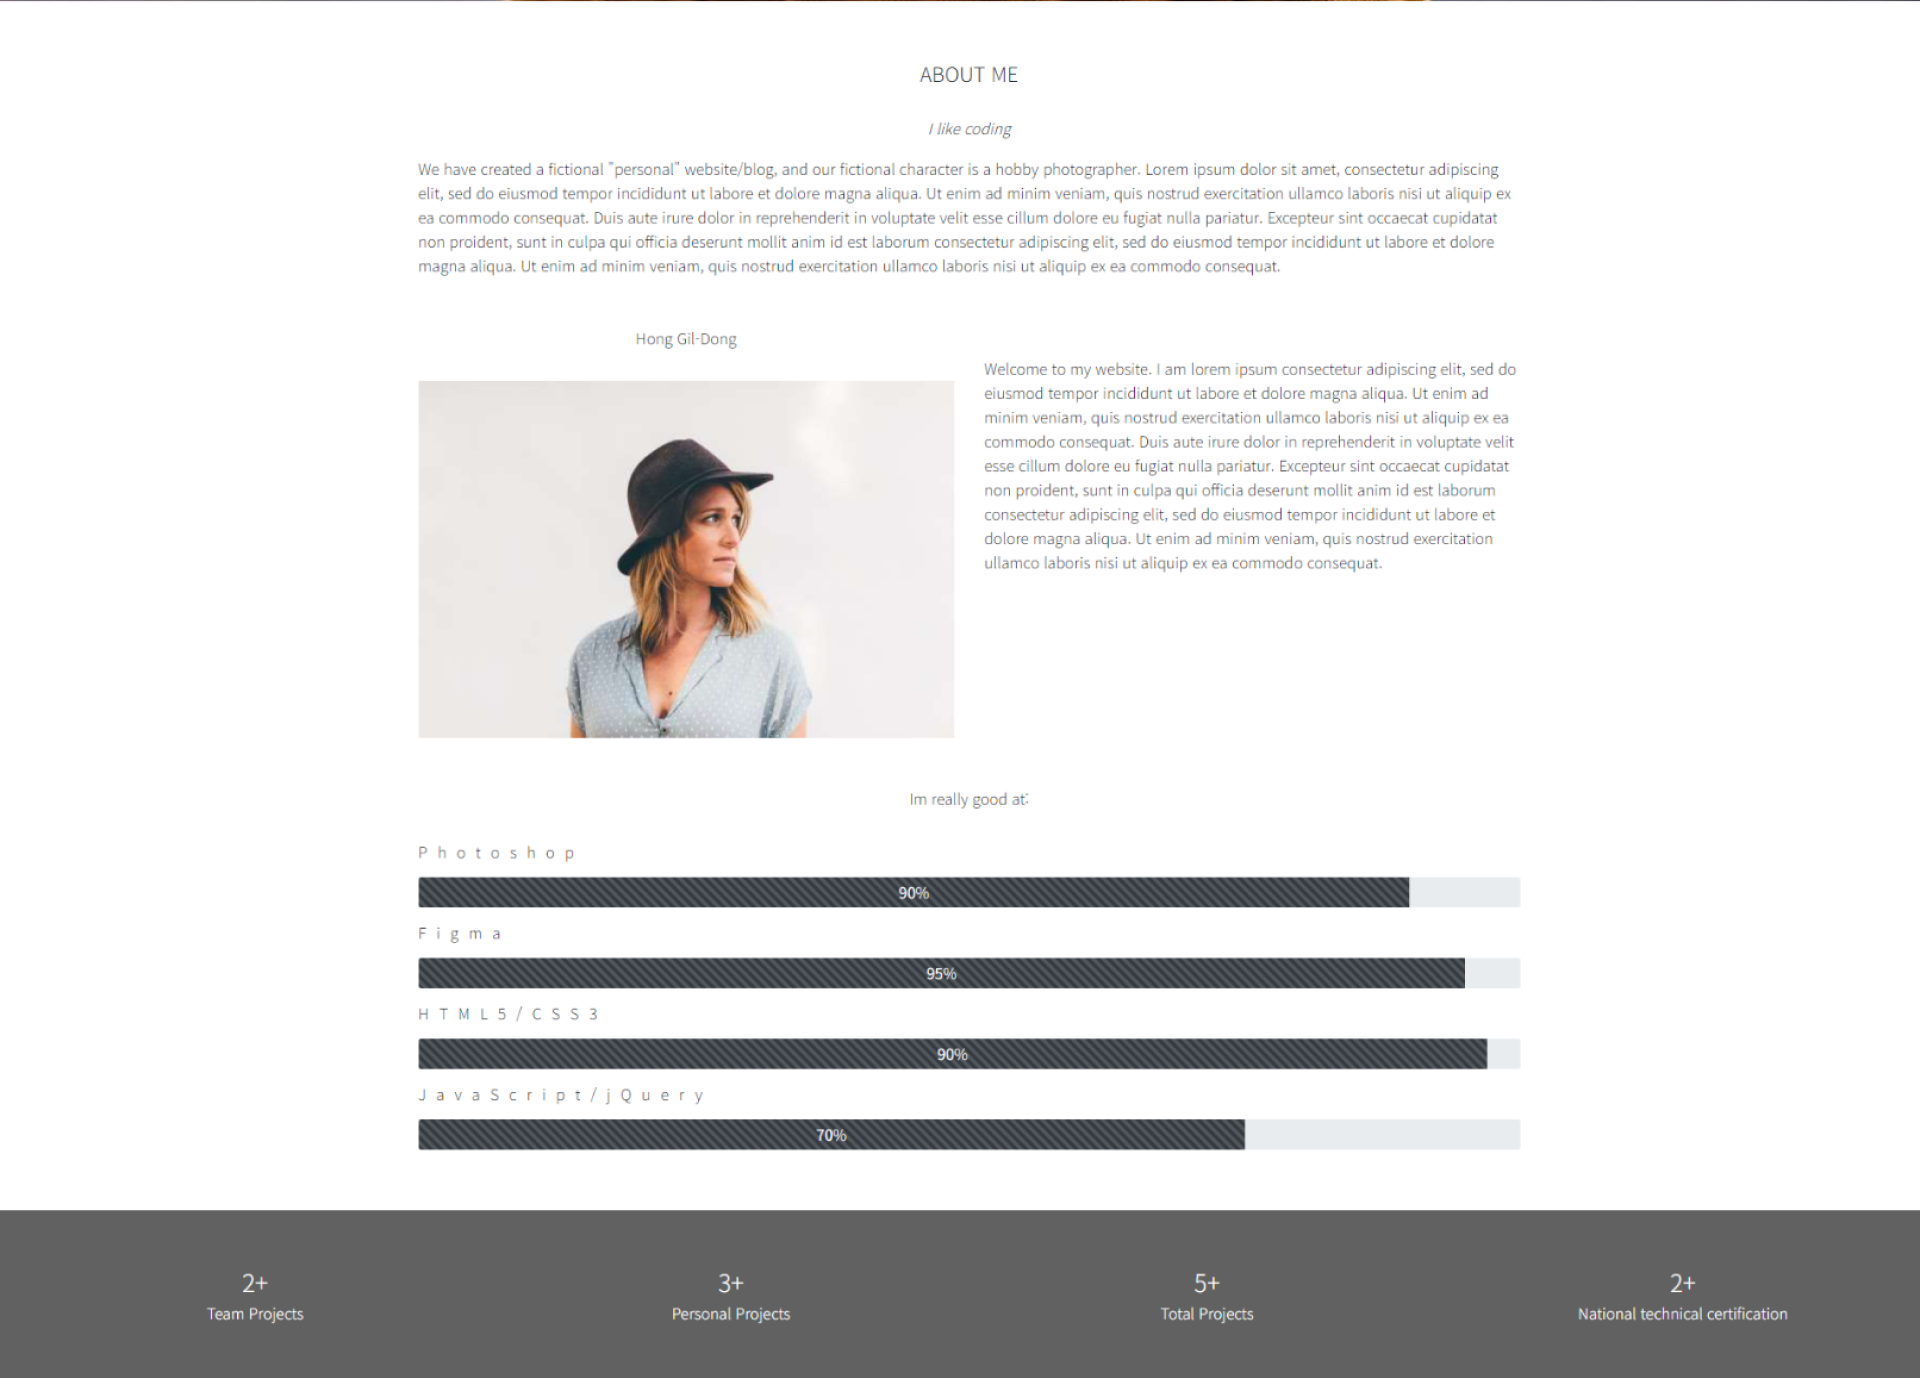 ABOUT ME
I like coding
We have created a fictional "personal" website/blog, and our fictional character is a hobby photographer. Lorem ipsum dolor sit amet, consectetur adipiscing
elit, sed do eiusmod tempor incididunt ut labore et dolore magna aliqua. Ut enim ad minim veniam, quis nostrud exercitation ullamco laboris nisi ut aliquip ex
ea commodo consequat. Duis aute irure dolor in reprehenderit in voluptate velit esse cillum dolore eu fugiat nulla pariatur. Excepteur sint occaecat cupidatat
non proident, sunt in culpa qui officia deserunt mollit anim id est laborum consectetur adipiscing elit, sed do eiusmod tempor incididunt ut labore et dolore
magna aliqua. Ut enim ad minim veniam, quis nostrud exercitation ullamco laboris nisi ut aliquip ex ea commodo consequat.
Hong Gil-Dong
Welcome to my website. I am lorem ipsum consectetur adipiscing elit, sed do
eiusmod tempor incididunt ut labore et dolore magna aliqua. Ut enim ad
minim veniam, quis nostrud exercitation ullamco laboris nisi ut aliquip ex ea
commodo consequat. Duis aute irure dolor in reprehenderit in voluptate velit
esse cillum dolore eu fugiat nulla pariatur. Excepteur sint occaecat cupidatat
non proident, sunt in culpa qui officia deserunt mollit anim id est laborum
consectetur adipiscing elit, sed do eiusmod tempor incididunt ut labore et
dolore magna aliqua. Ut enim ad minim veniam, quis nostrud exercitation
ullamco laboris nisi ut aliquip ex ea commodo consequat.
Im really good at:
Photoshop
90%
Figma
95%
HTML5/CSS3
90%
JavaScript/jQuery
70%
2+
Team Projects
3+
Personal Projects
5+
Total Projects
2+
National technical certification